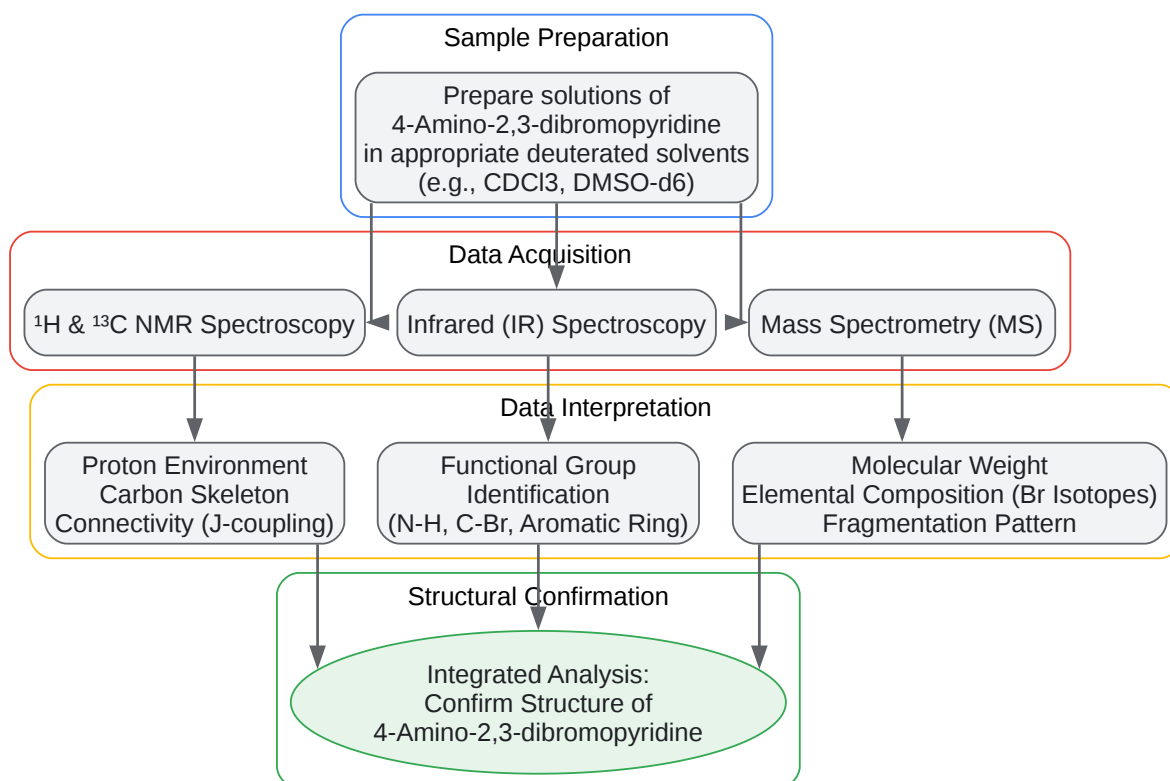 Sample Preparation
Prepare solutions of
4-Amino-2,3-dibromopyridine
in appropriate deuterated solvents
(e.g., CDCl3, DMSO-d6)
Data Acquisition
¹H & ¹³C NMR Spectroscopy
Infrared (IR) Spectroscopy
Mass Spectrometry (MS)
Data Interpretation
Proton Environment
Carbon Skeleton
Connectivity (J-coupling)
Functional Group
Identification
(N-H, C-Br, Aromatic Ring)
Molecular Weight
Elemental Composition (Br Isotopes)
Fragmentation Pattern
Structural Confirmation
Integrated Analysis:
Confirm Structure of
4-Amino-2,3-dibromopyridine